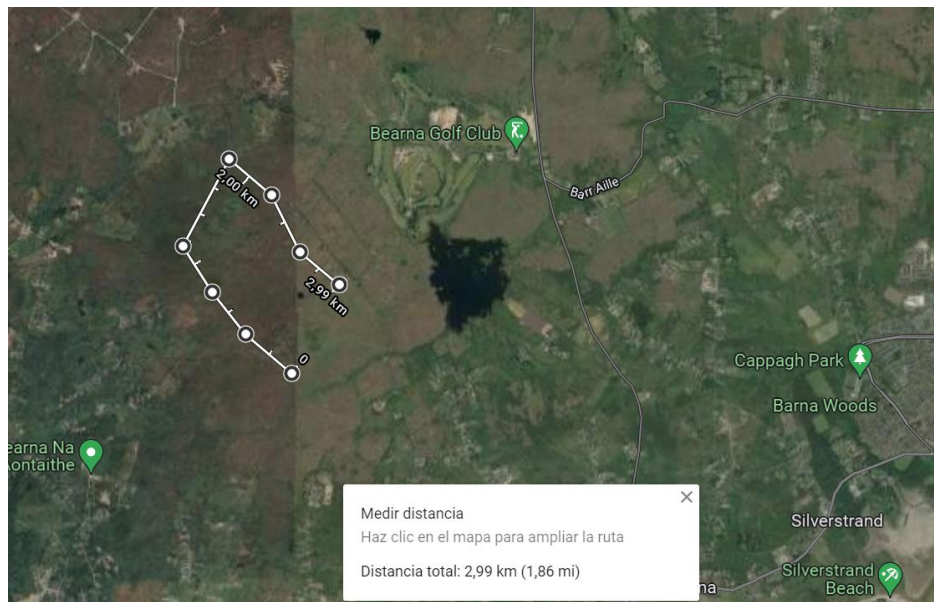 Bearna Golf Club
Barr Aille
2,00 km
2,99 km
0
Cappagh Park
Barna Woods
earna Na
Aontaithe
Medir distancia
Haz clic en el mapa para ampliar la ruta
Distancia total: 2,99 km (1,86 mi)
na
Silverstrand
Silverstrand
Beach